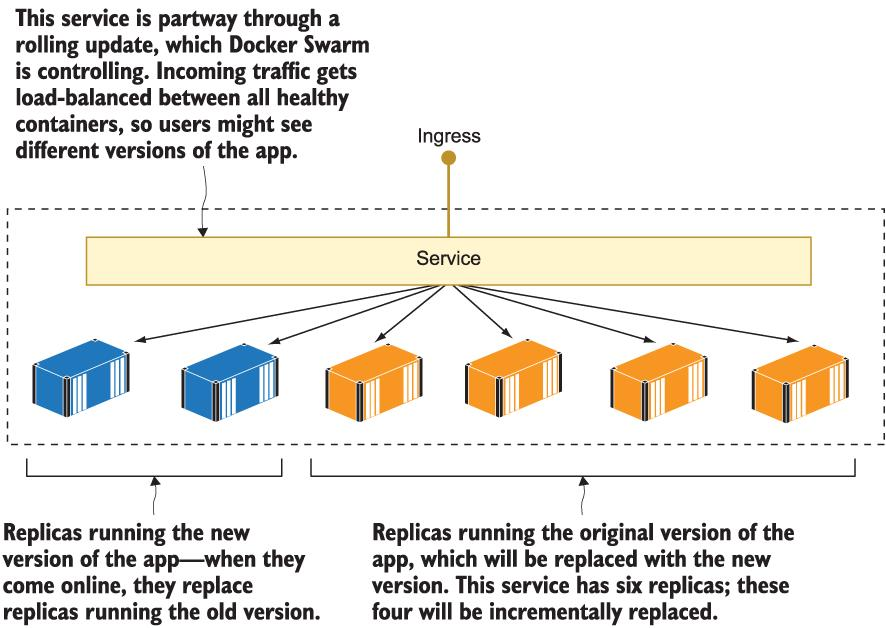 This service is partway through a
rolling update, which Docker Swarm
is controlling. Incoming traffic gets
load-balanced between all healthy
containers, so users might see
different versions of the app.
Ingress
Service
Replicas running the new
version of the app—when they
come online, they replace
replicas running the old version.
Replicas running the original version of the
app, which will be replaced with the new
version. This service has six replicas; these
four will be incrementally replaced.